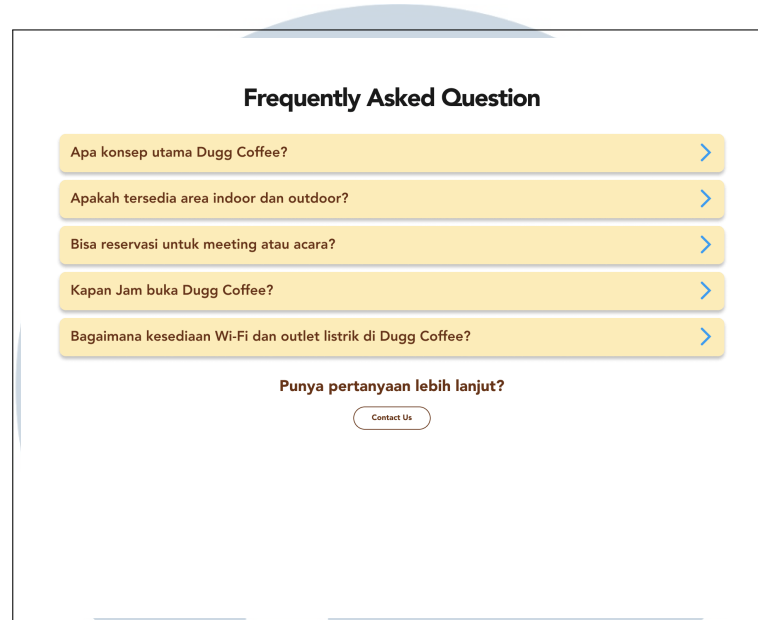 Frequently Asked Question
Apa konsep utama Dugg Coffee?
Apakah tersedia area indoor dan outdoor?
Bisa reservasi untuk meeting atau acara?
Kapan Jam buka Dugg Coffee?
Bagaimana kesediaan Wi-Fi dan outlet listrik di Dugg Coffee?
Punya pertanyaan lebih lanjut?
Contact Us